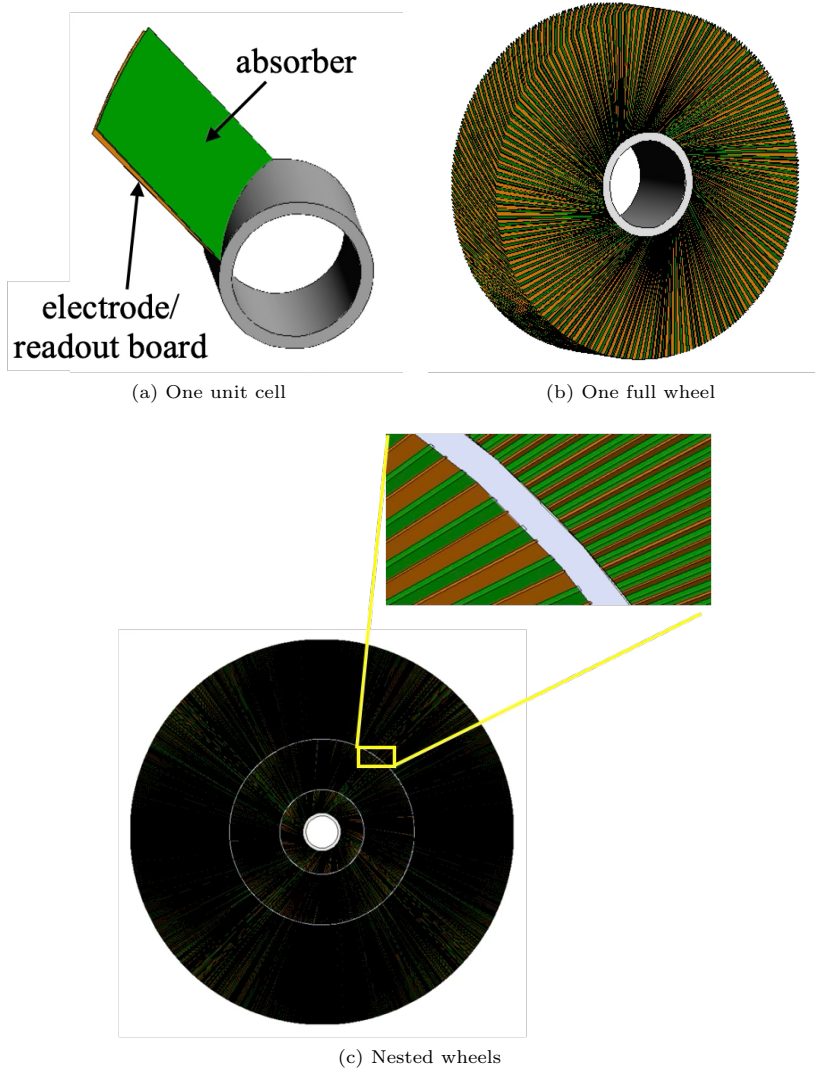 absorber
electrode/
readout board
(a) One unit cell
(b) One full wheel
(c) Nested wheels